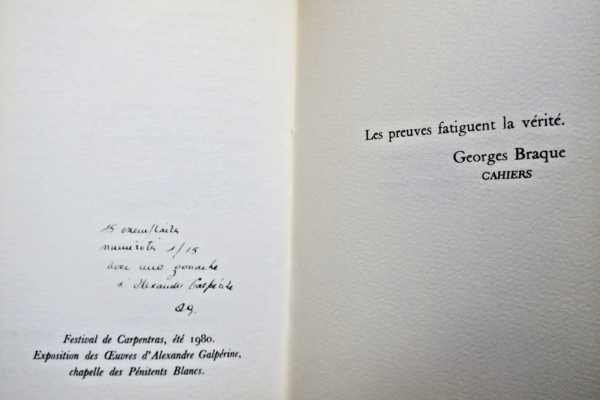 15 exemplaires
numérotés 1/15
avec une gouache
d'Alexandre Galpérine
AG.
Festival de Carpentras, été 1980.
Exposition des Œuvres d'Alexandre Galpérine,
chapelle des Pénitents Blancs.
Les preuves fatiguent la vérité.
Georges Braque
CAHIERS